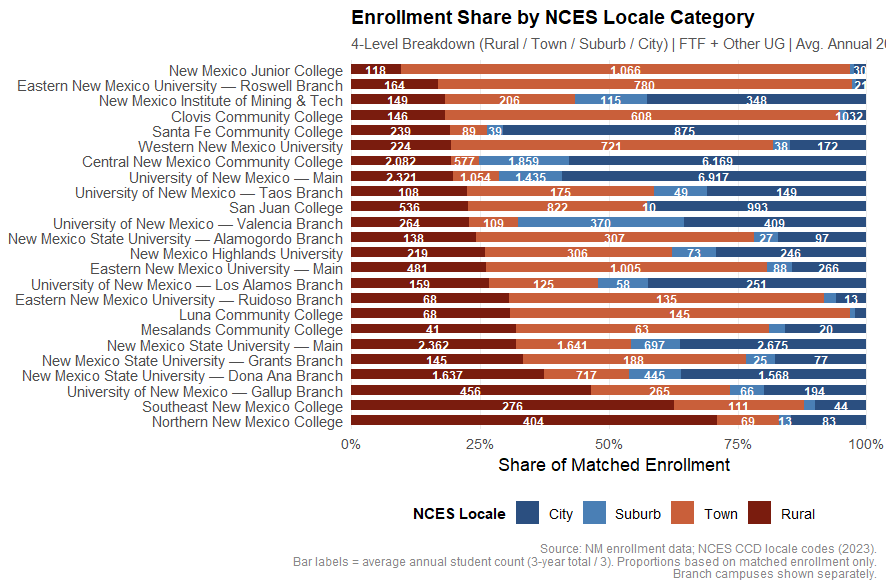 Enrollment Share by NCES Locale Category
4-Level Breakdown (Rural / Town / Suburb / City) | FTF + Other UG | Avg. Annual 20
New Mexico Junior College 118 1,066 30
Eastern New Mexico University — Roswell Branch 164 780 21
New Mexico Institute of Mining & Tech 149 206 115 348
Clovis Community College 146 608 10 32
Santa Fe Community College 239 89 39 875
Western New Mexico University 224 721 38 172
Central New Mexico Community College 2,082 577 1,859 6,169
University of New Mexico — Main 2,321 1,054 1,435 6,917
University of New Mexico — Taos Branch 108 175 49 149
San Juan College 536 822 10 993
University of New Mexico — Valencia Branch 264 109 370 409
New Mexico State University — Alamogordo Branch 138 307 27 97
New Mexico Highlands University 219 306 73 246
Eastern New Mexico University — Main 481 1,005 88 266
University of New Mexico — Los Alamos Branch 159 125 58 251
Eastern New Mexico University — Ruidoso Branch 68 135 13
Luna Community College 68 145
Mesalands Community College 41 63 20
New Mexico State University — Main 2,362 1,641 697 2,675
New Mexico State University — Grants Branch 145 188 25 77
New Mexico State University — Dona Ana Branch 1,637 717 445 1,568
University of New Mexico — Gallup Branch 456 265 66 194
Southeast New Mexico College 276 111 44
Northern New Mexico College 404 69 13 83
0% 25% 50% 75% 100%
Share of Matched Enrollment
NCES Locale City Suburb Town Rural
Source: NM enrollment data; NCES CCD locale codes (2023).
Bar labels = average annual student count (3-year total / 3). Proportions based on matched enrollment only.
Branch campuses shown separately.